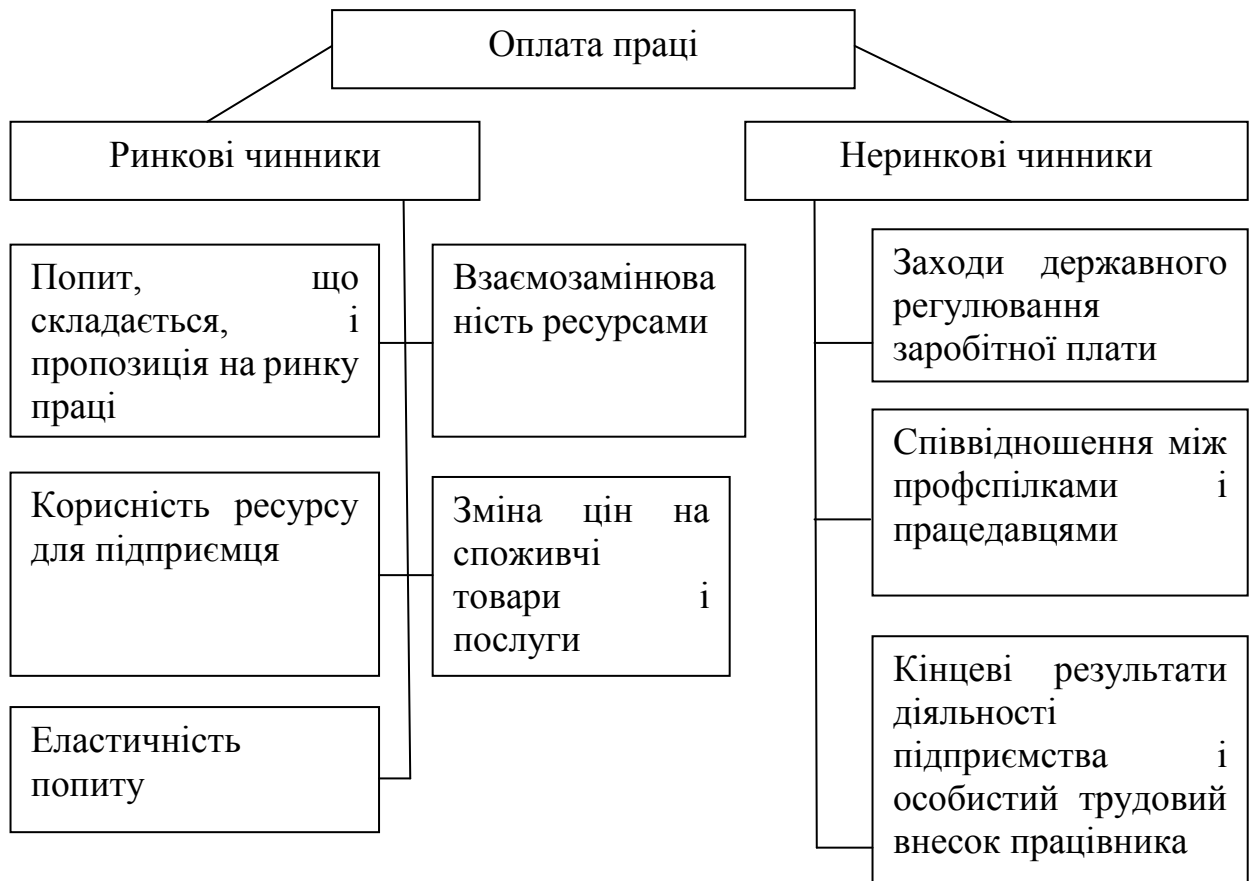 Оплата праці
Ринкові чинники
Неринкові чинники
Попит, що
складається, і
пропозиція на ринку
праці
Взаємозамінюва
ність ресурсами
Корисність ресурсу
для підприємця
Зміна цін на
споживчі
товари і
послуги
Еластичність
попиту
Заходи державного
регулювання
заробітної плати
Співвідношення між
профспілками і
працедавцями
Кінцеві результати
діяльності
підприємства і
особистий трудовий
внесок працівника